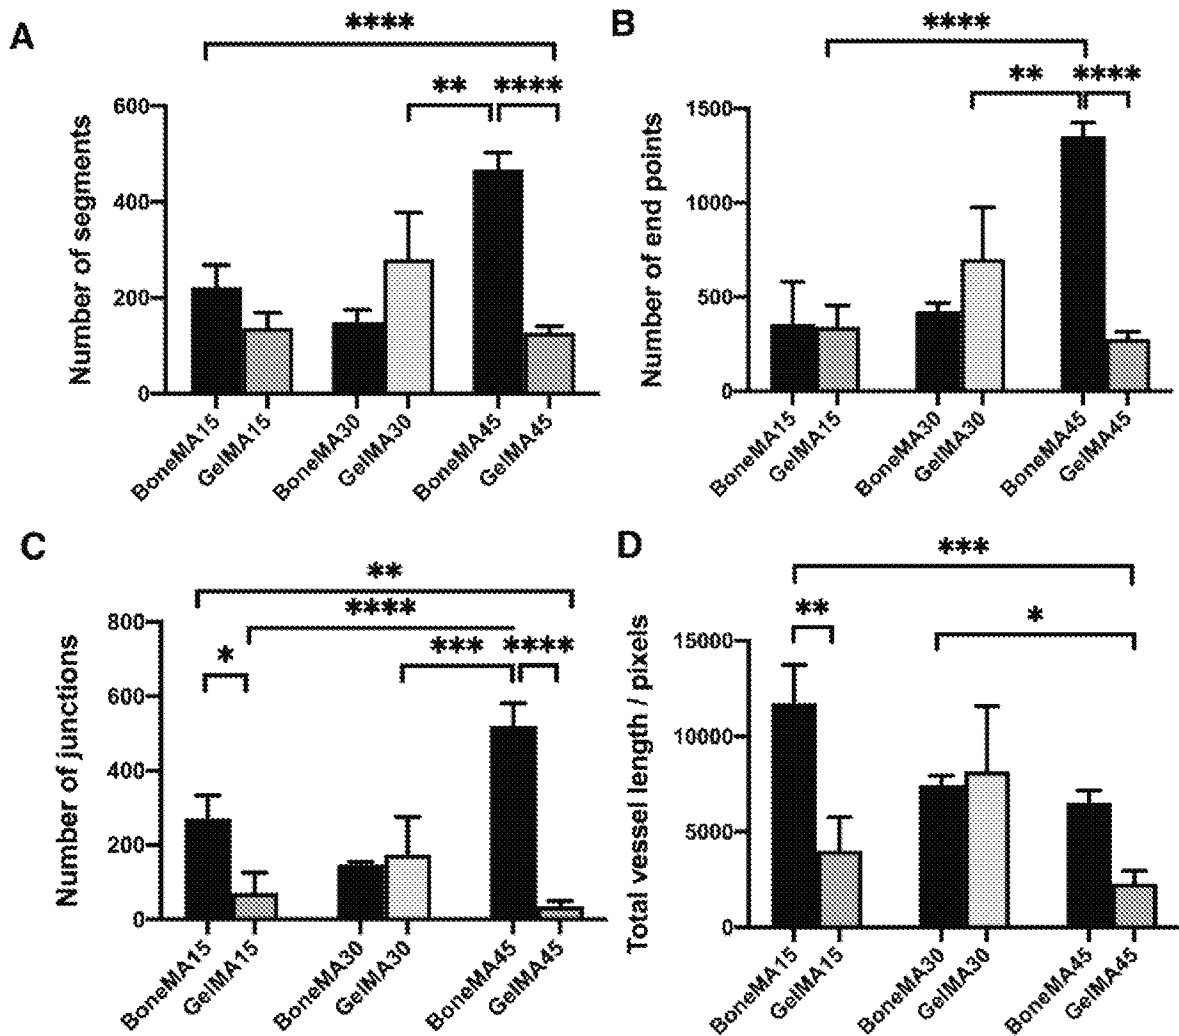 A
****
** ****
Number of segments
600
400
200
0
BoneMA15
GelMA15
BoneMA30
GelMA30
BoneMA45
GelMA45
B
****
** ****
Number of end points
1500
1000
500
0
BoneMA15
GelMA15
BoneMA30
GelMA30
BoneMA45
GelMA45
C
**
****
* *** ****
Number of junctions
800
600
400
200
0
BoneMA15
GelMA15
BoneMA30
GelMA30
BoneMA45
GelMA45
D
***
** *
Total vessel length / pixels
15000
10000
5000
0
BoneMA15
GelMA15
BoneMA30
GelMA30
BoneMA45
GelMA45